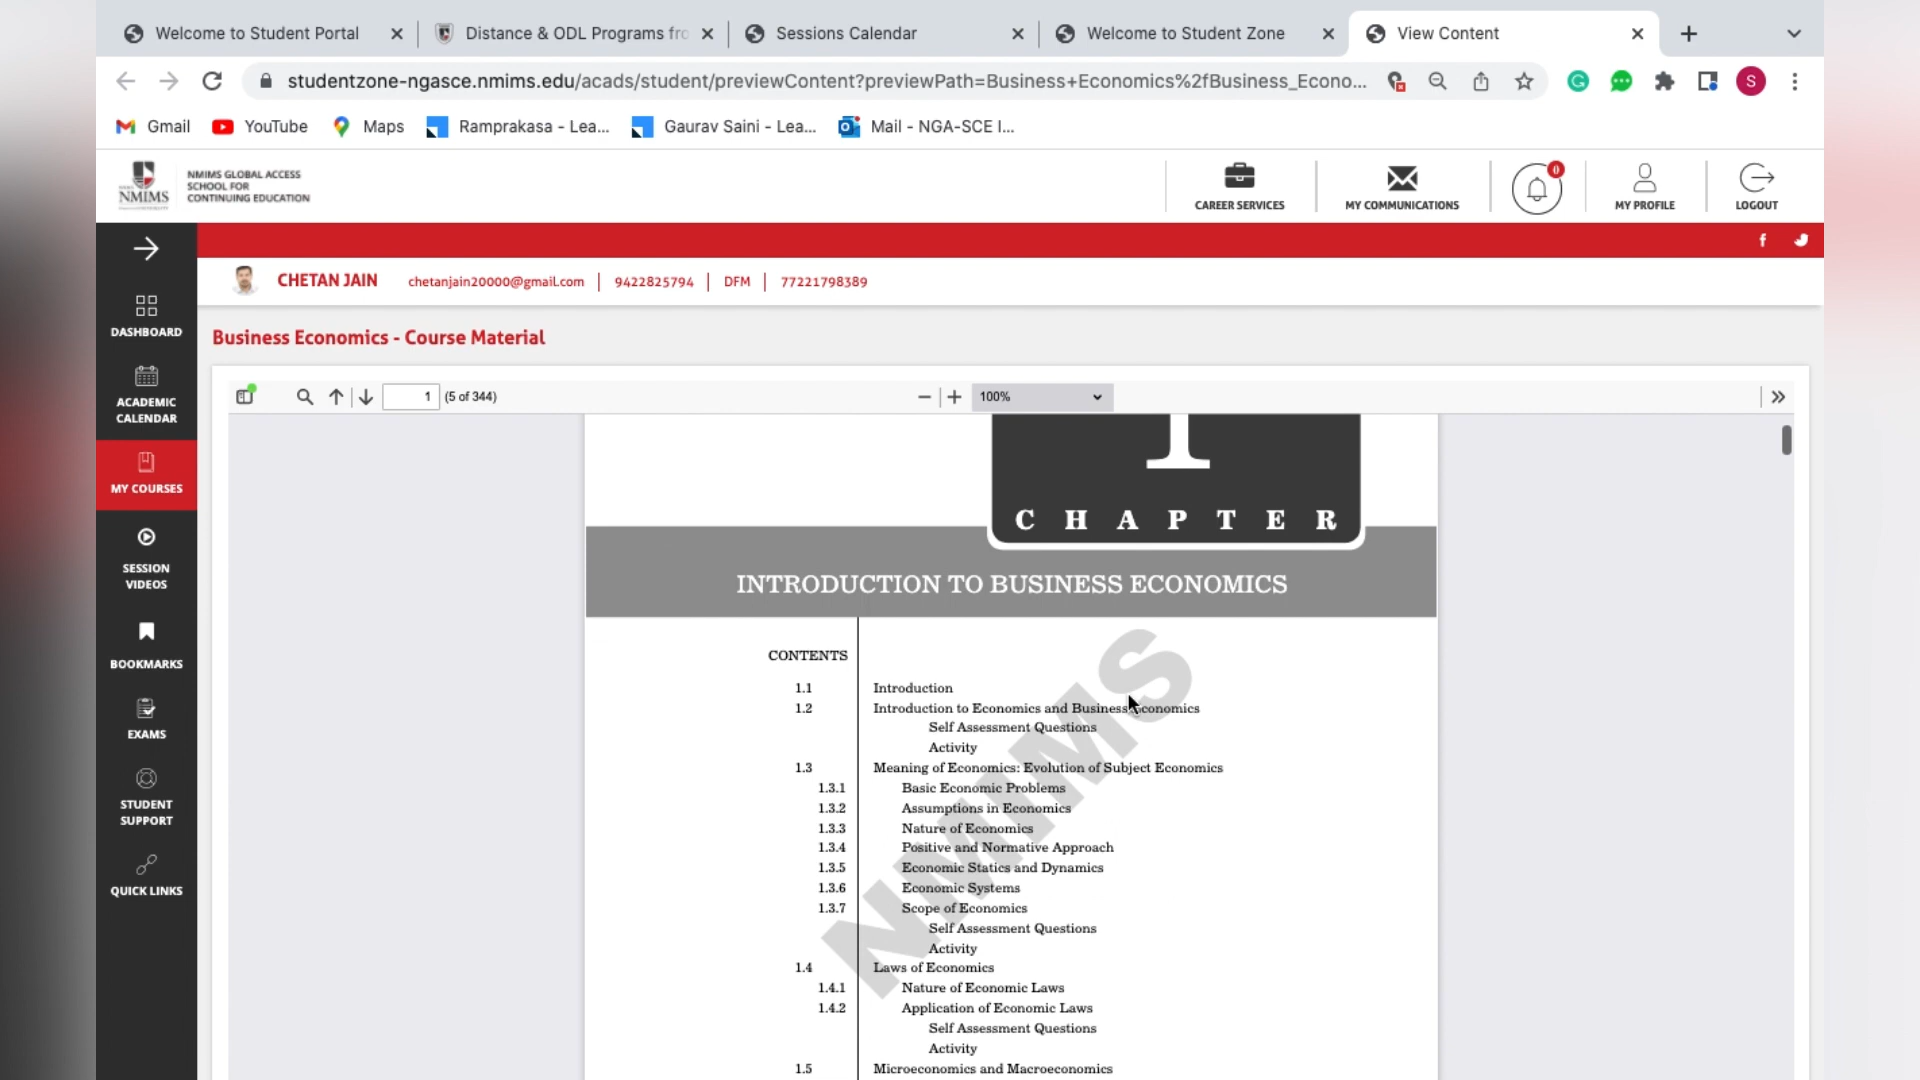 Welcome to Student Portal
Distance & ODL Programs fro
Sessions Calendar
Welcome to Student Zone
View Content
studentzone-ngasce.nmims.edu/acads/student/previewContent?previewPath=Business+Economics%2fBusiness_Econo...
S
Gmail
YouTube
Maps
Ramprakasa - Lea...
Gaurav Saini - Lea...
Mail - NGA-SCE I...
NMIMS
NMIMS GLOBAL ACCESS
SCHOOL FOR
CONTINUING EDUCATION
CAREER SERVICES
MY COMMUNICATIONS
0
MY PROFILE
LOGOUT
CHETAN JAIN
chetanjain20000@gmail.com
9422825794
DFM
77221798389
DASHBOARD
ACADEMIC
CALENDAR
MY COURSES
SESSION
VIDEOS
BOOKMARKS
EXAMS
STUDENT
SUPPORT
QUICK LINKS
Business Economics - Course Material
1 (5 of 344)
100%
1
CHAPTER
INTRODUCTION TO BUSINESS ECONOMICS
CONTENTS
1.1 Introduction
1.2 Introduction to Economics and Business Economics
Self Assessment Questions
Activity
1.3 Meaning of Economics: Evolution of Subject Economics
1.3.1 Basic Economic Problems
1.3.2 Assumptions in Economics
1.3.3 Nature of Economics
1.3.4 Positive and Normative Approach
1.3.5 Economic Statics and Dynamics
1.3.6 Economic Systems
1.3.7 Scope of Economics
Self Assessment Questions
Activity
1.4 Laws of Economics
1.4.1 Nature of Economic Laws
1.4.2 Application of Economic Laws
Self Assessment Questions
Activity
1.5 Microeconomics and Macroeconomics
NMIMS